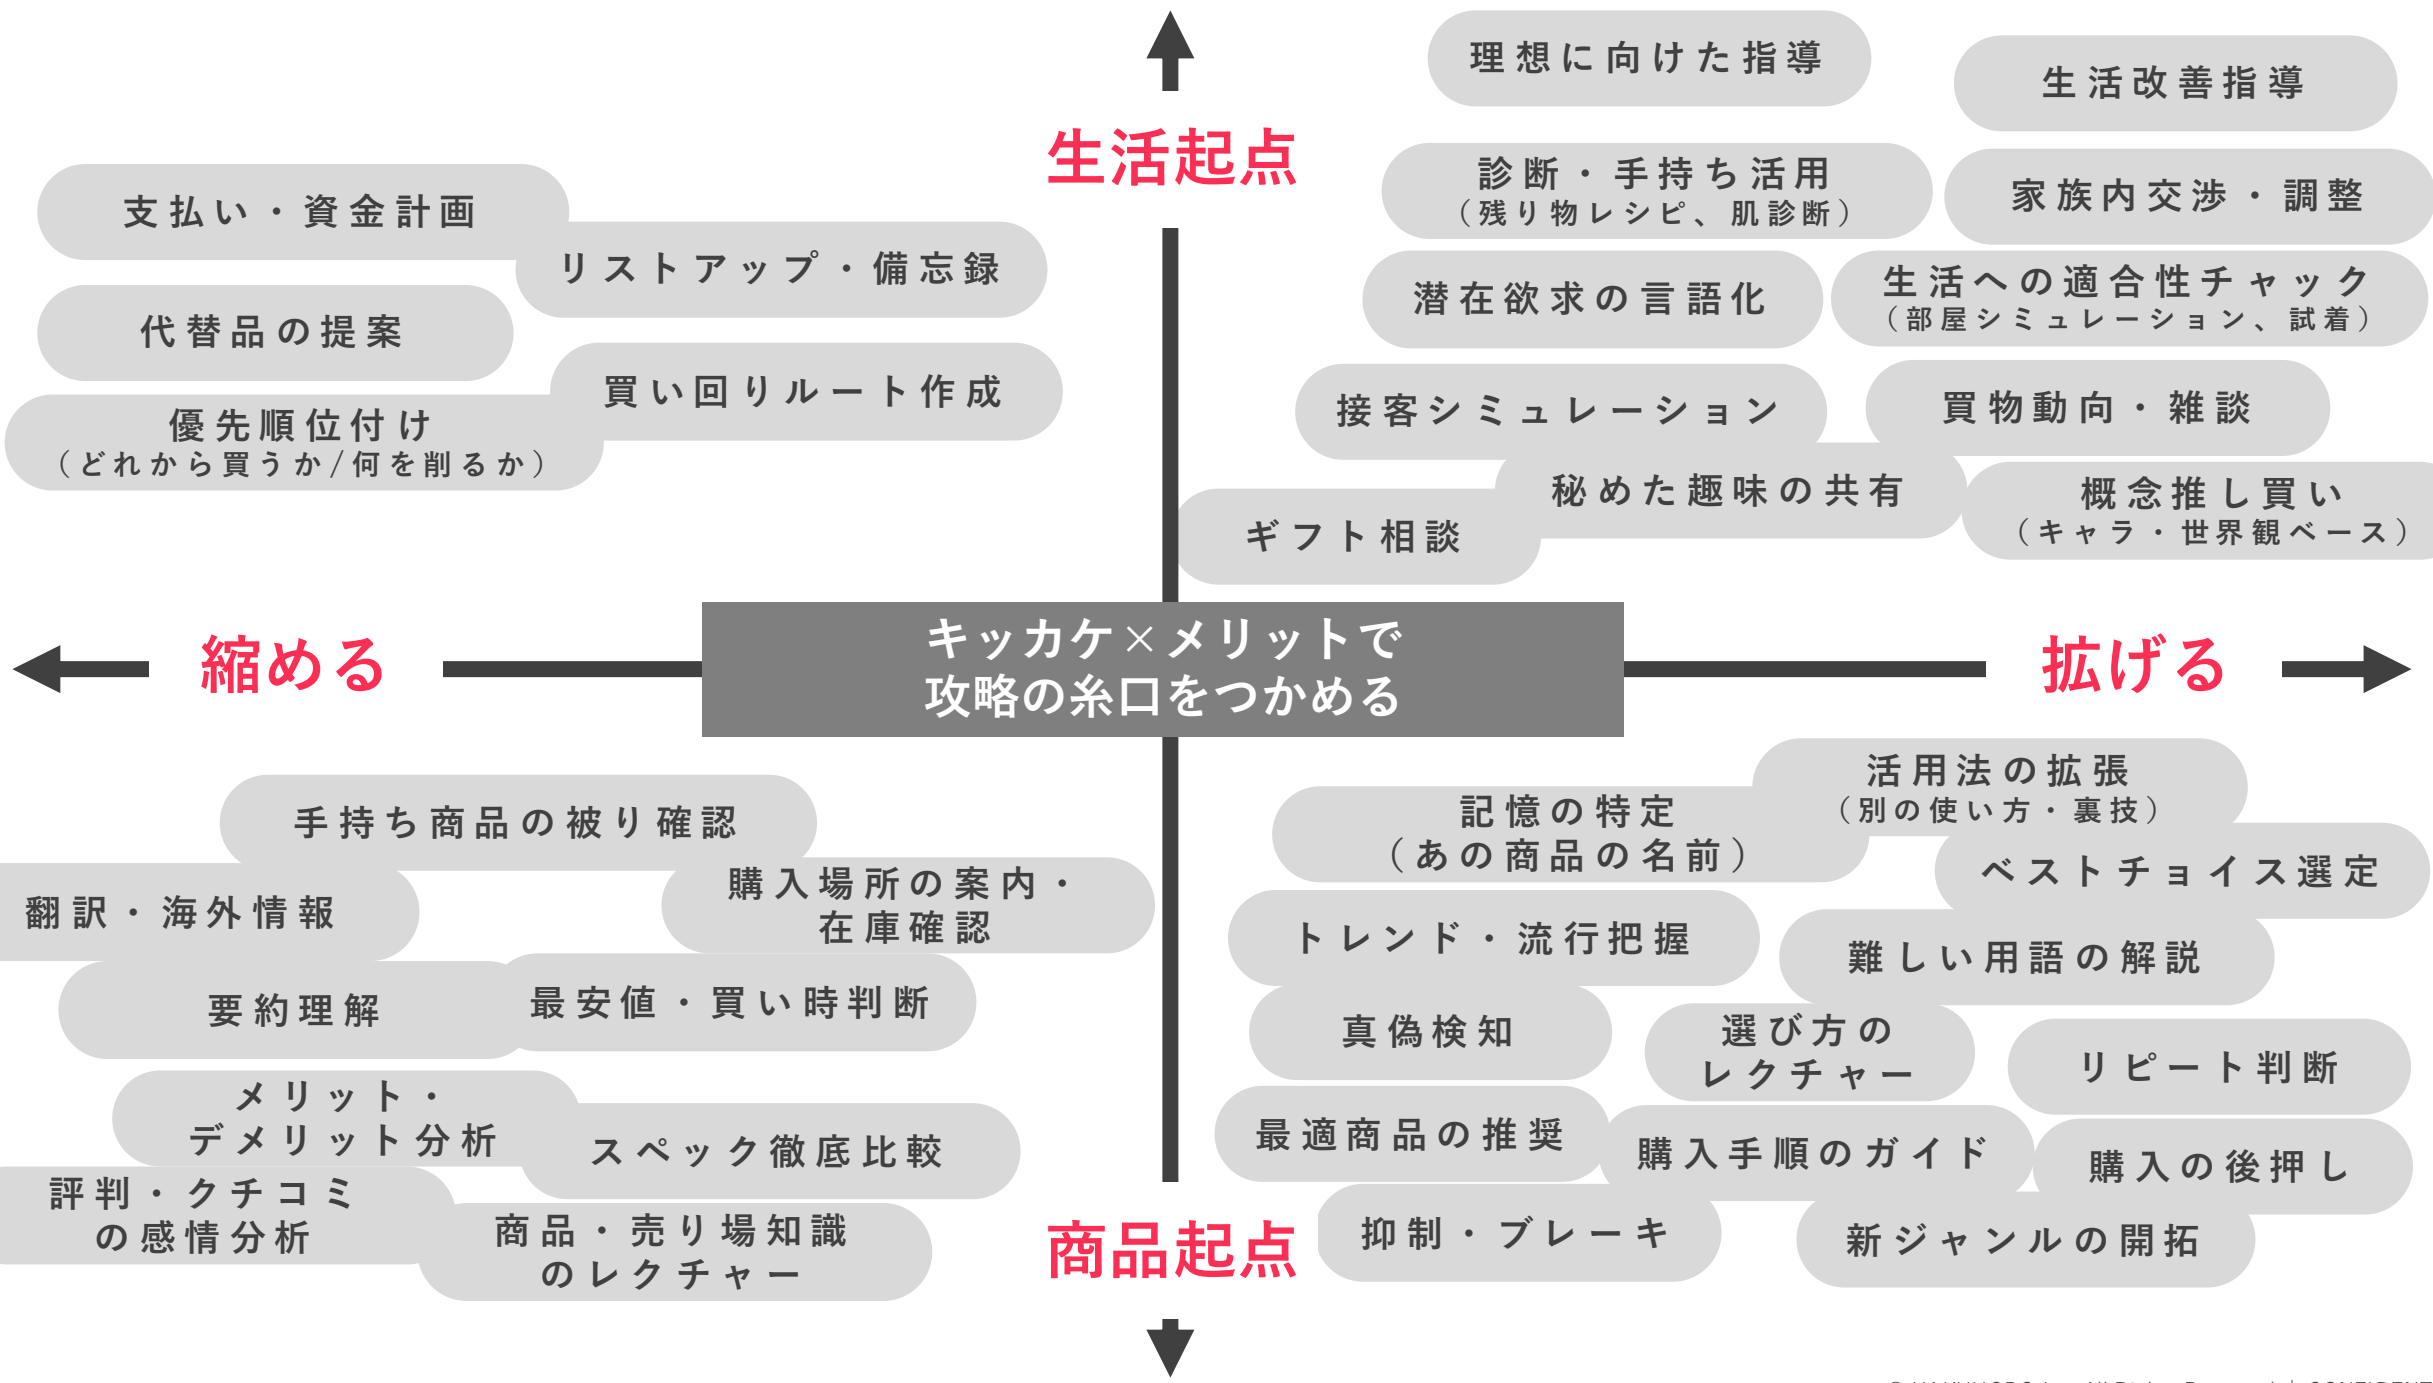 理想に向けた指導
生活改善指導
生活起点
診断・手持ち活用
（残り物レシピ、肌診断）
家族内交渉・調整
支払い・資金計画
リストアップ・備忘録
潜在欲求の言語化
生活への適合性チャック
（部屋シミュレーション、試着）
代替品の提案
買い回りルート作成
接客シミュレーション
買物動向・雑談
優先順位付け
（どれから買うか/何を削るか）
秘めた趣味の共有
概念推し買い
（キャラ・世界観ベース）
ギフト相談
キッカケ×メリットで
攻略の糸口をつかめる
縮める
拡げる
手持ち商品の被り確認
活用法の拡張
（別の使い方・裏技）
記憶の特定
（あの商品の名前）
翻訳・海外情報
購入場所の案内・
在庫確認
ベストチョイス選定
トレンド・流行把握
難しい用語の解説
要約理解
最安値・買い時判断
真偽検知
選び方の
レクチャー
リピート判断
メリット・
デメリット分析
スペック徹底比較
最適商品の推奨
購入手順のガイド
購入の後押し
評判・クチコミ
の感情分析
商品・売り場知識
のレクチャー
商品起点
抑制・ブレーキ
新ジャンルの開拓